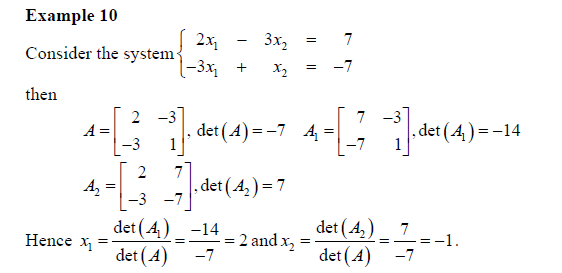 Example 10
Consider the system { 2x₁ − 3x₂ = 7
−3x₁ + x₂ = −7
then
A = [ 2 −3 ; −3 1 ], det(A) = −7 A₁ = [ 7 −3 ; −7 1 ], det(A₁) = −14
A₂ = [ 2 7 ; −3 −7 ], det(A₂) = 7
Hence x₁ = det(A₁)/det(A) = −14/−7 = 2 and x₂ = det(A₂)/det(A) = 7/−7 = −1.